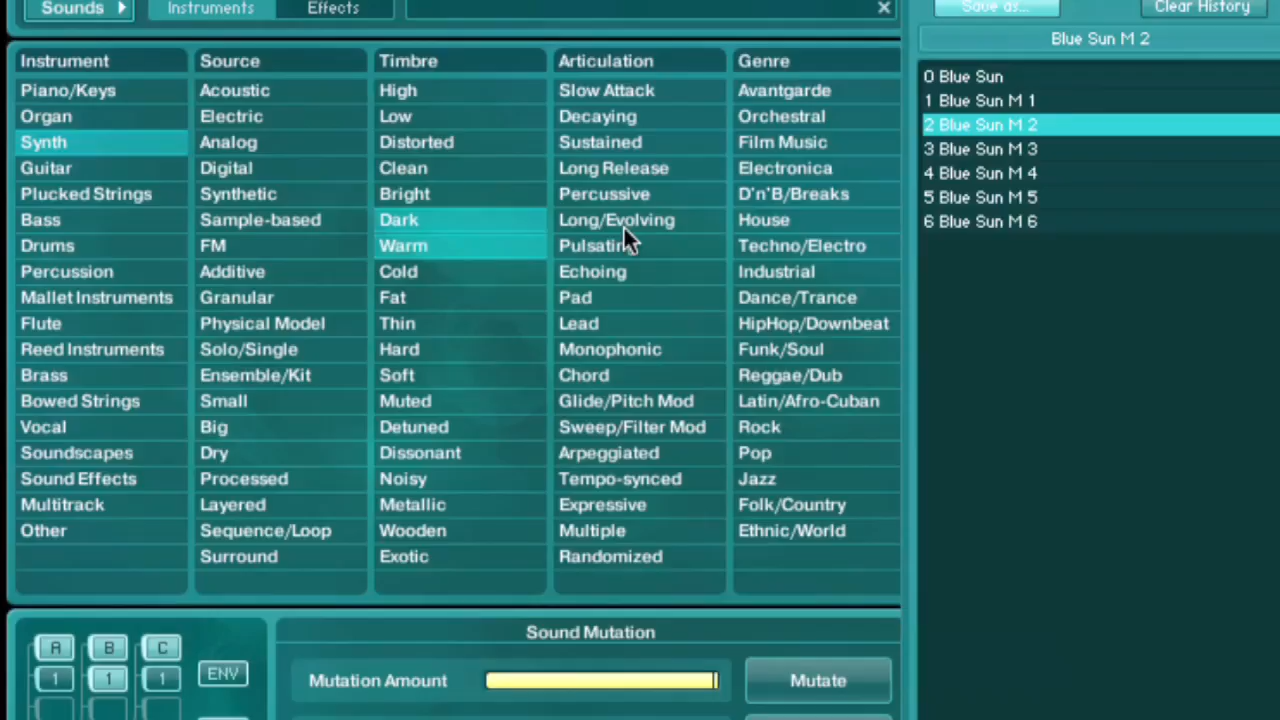 Sounds Instruments Effects
Save as... Clear History
Blue Sun M 2
Instrument Source Timbre Articulation Genre
Piano/Keys Acoustic High Slow Attack Avantgarde
Organ Electric Low Decaying Orchestral
Synth Analog Distorted Sustained Film Music
Guitar Digital Clean Long Release Electronica
Plucked Strings Synthetic Bright Percussive D'n'B/Breaks
Bass Sample-based Dark Long/Evolving House
Drums FM Warm Pulsating Techno/Electro
Percussion Additive Cold Echoing Industrial
Mallet Instruments Granular Fat Pad Dance/Trance
Flute Physical Model Thin Lead HipHop/Downbeat
Reed Instruments Solo/Single Hard Monophonic Funk/Soul
Brass Ensemble/Kit Soft Chord Reggae/Dub
Bowed Strings Small Muted Glide/Pitch Mod Latin/Afro-Cuban
Vocal Big Detuned Sweep/Filter Mod Rock
Soundscapes Dry Dissonant Arpeggiated Pop
Sound Effects Processed Noisy Tempo-synced Jazz
Multitrack Layered Metallic Expressive Folk/Country
Other Sequence/Loop Wooden Multiple Ethnic/World
Surround Exotic Randomized
0 Blue Sun
1 Blue Sun M 1
2 Blue Sun M 2
3 Blue Sun M 3
4 Blue Sun M 4
5 Blue Sun M 5
6 Blue Sun M 6
A B C
1 1 1
ENV
Sound Mutation
Mutation Amount Mutate